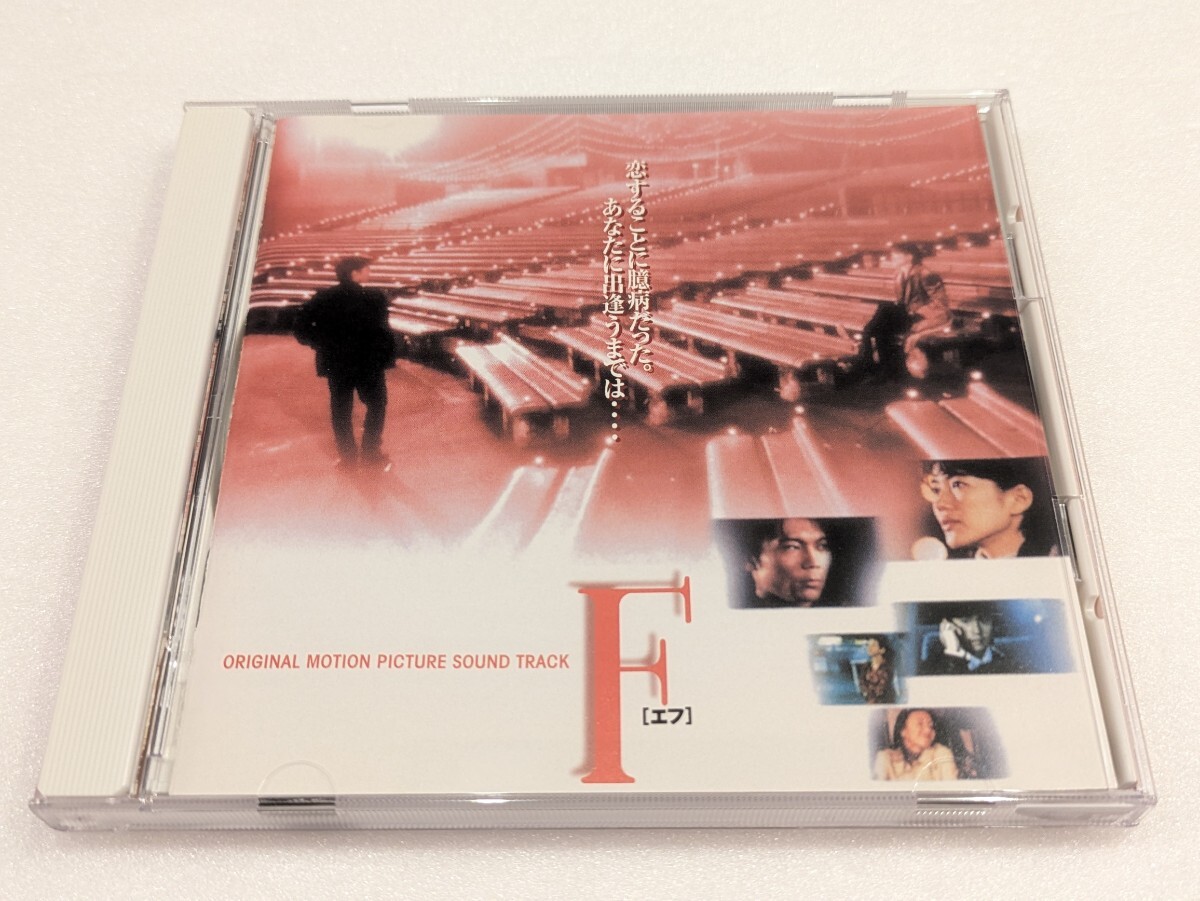 恋することに臆病だった。
あなたに出逢うまでは‥‥
ORIGINAL MOTION PICTURE SOUND TRACK
F
[エフ]